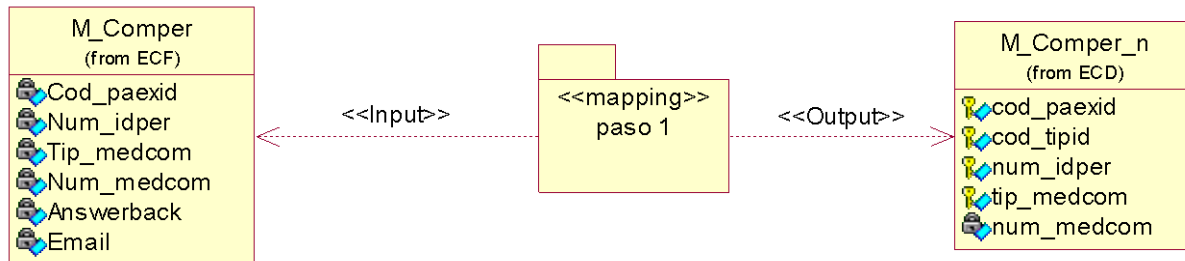 M_Comper
(from ECF)
Cod_paexid
Num_idper
Tip_medcom
Num_medcom
Answerback
Email
<<Input>>
<<mapping>>
paso 1
<<Output>>
M_Comper_n
(from ECD)
cod_paexid
cod_tipid
num_idper
tip_medcom
num_medcom